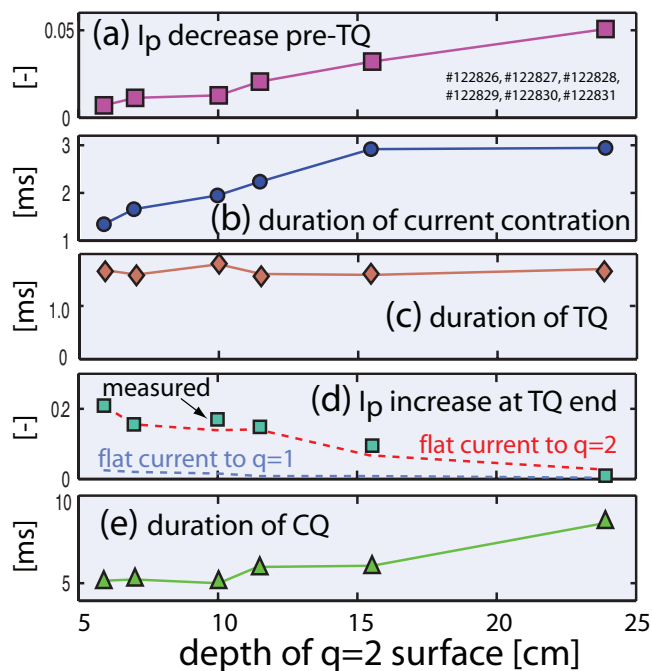 0.05
(a) Ip decrease pre-TQ
[-]
#122826, #122827, #122828,
#122829, #122830, #122831
0
3
[ms]
2
(b) duration of current contration
1
[ms]
1.0
(c) duration of TQ
0
measured
(d) Ip increase at TQ end
[-]
02
flat current to q=2
flat current to q=1
0
10
(e) duration of CQ
[ms]
5
5 10 15 20 25
depth of q=2 surface [cm]